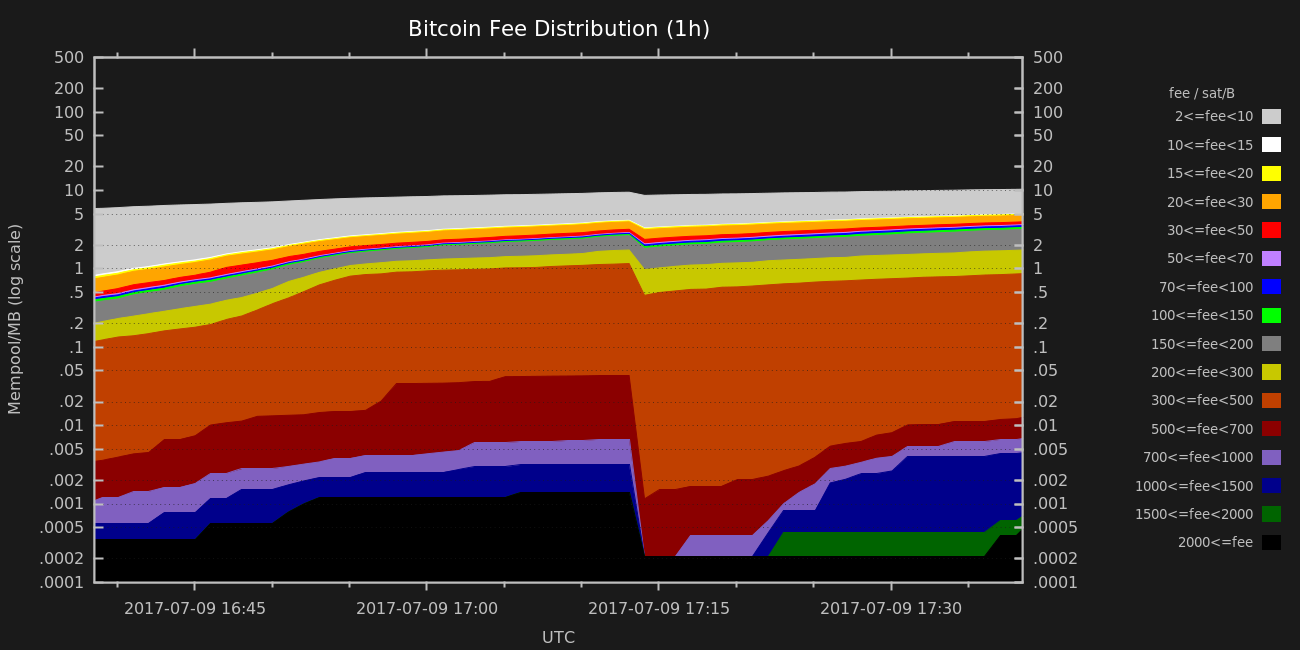 Bitcoin Fee Distribution (1h)
500
200
100
50
20
10
5
2
1
.5
.2
.1
.05
.02
.01
.005
.002
.001
.0005
.0002
.0001
Mempool/MB (log scale)
500
200
100
50
20
10
5
2
1
.5
.2
.1
.05
.02
.01
.005
.002
.001
.0005
.0002
.0001
2017-07-09 16:45
2017-07-09 17:00
2017-07-09 17:15
2017-07-09 17:30
UTC
fee / sat/B
2<=fee<10
10<=fee<15
15<=fee<20
20<=fee<30
30<=fee<50
50<=fee<70
70<=fee<100
100<=fee<150
150<=fee<200
200<=fee<300
300<=fee<500
500<=fee<700
700<=fee<1000
1000<=fee<1500
1500<=fee<2000
2000<=fee